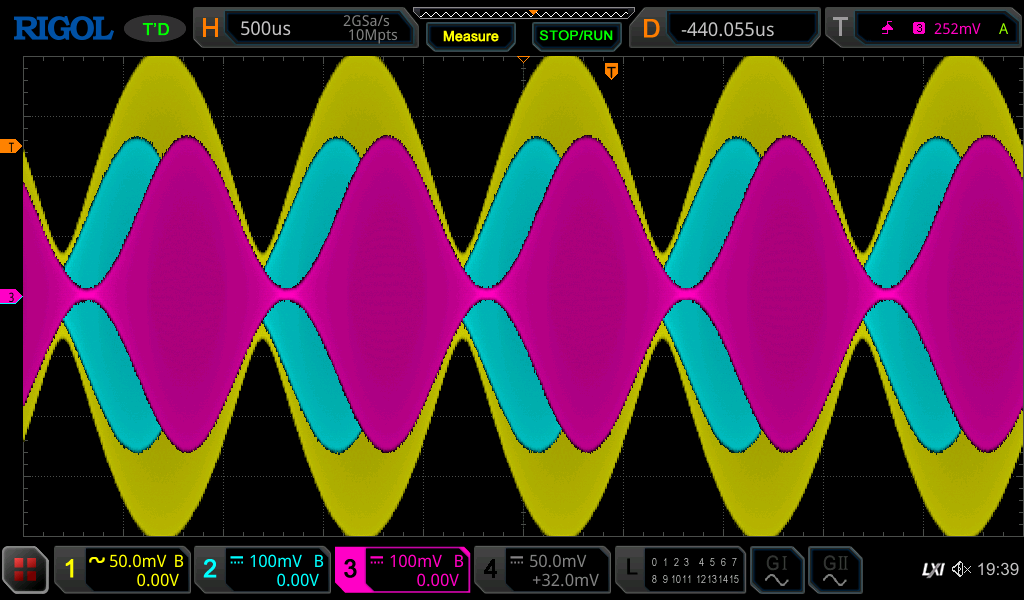 RIGOL T'D H 500us 2GSa/s 10Mpts Measure STOP/RUN D -440.055us T 3 252mV A
T
T
3
1 50.0mV B 0.00V
2 100mV B 0.00V
3 100mV B 0.00V
4 50.0mV +32.0mV
L 0 1 2 3 4 5 6 7
8 9 10 11 12 13 14 15
GI
GII
LXI 19:39